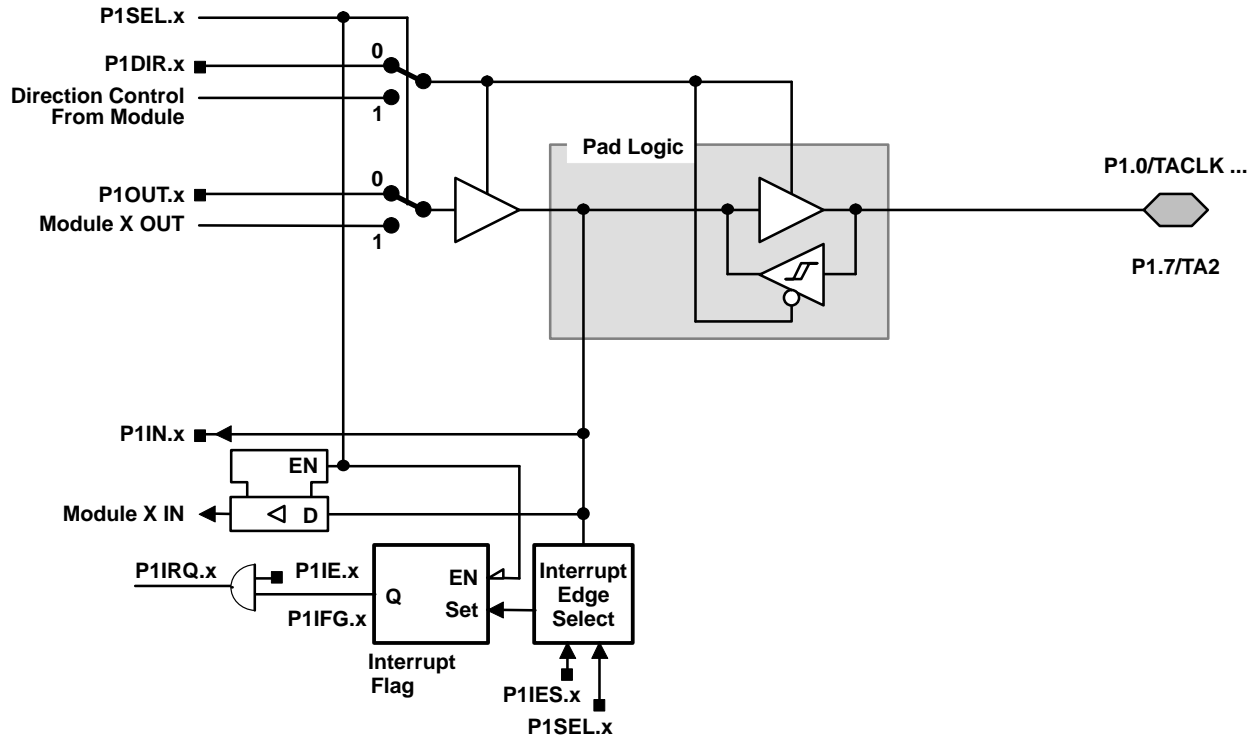 P1SEL.x
P1DIR.x
0
Direction Control
From Module
1
Pad Logic
P1OUT.x
0
Module X OUT
1
P1.0/TACLK ...
P1.7/TA2
P1IN.x
EN
Module X IN
D
P1IRQ.x
P1IE.x
P1IFG.x
Q
EN
Set
Interrupt
Edge
Select
Interrupt
Flag
P1IES.x
P1SEL.x